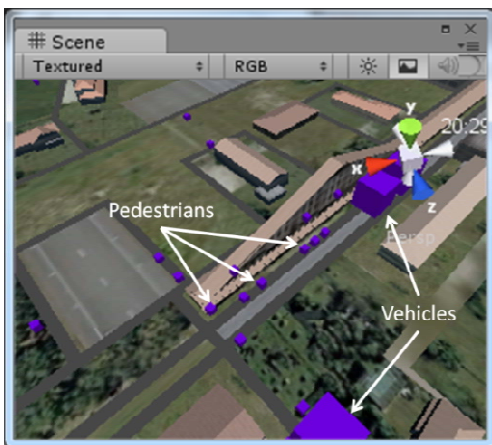 # Scene
Textured
RGB
y
20:29
x
z
Persp
Pedestrians
Vehicles